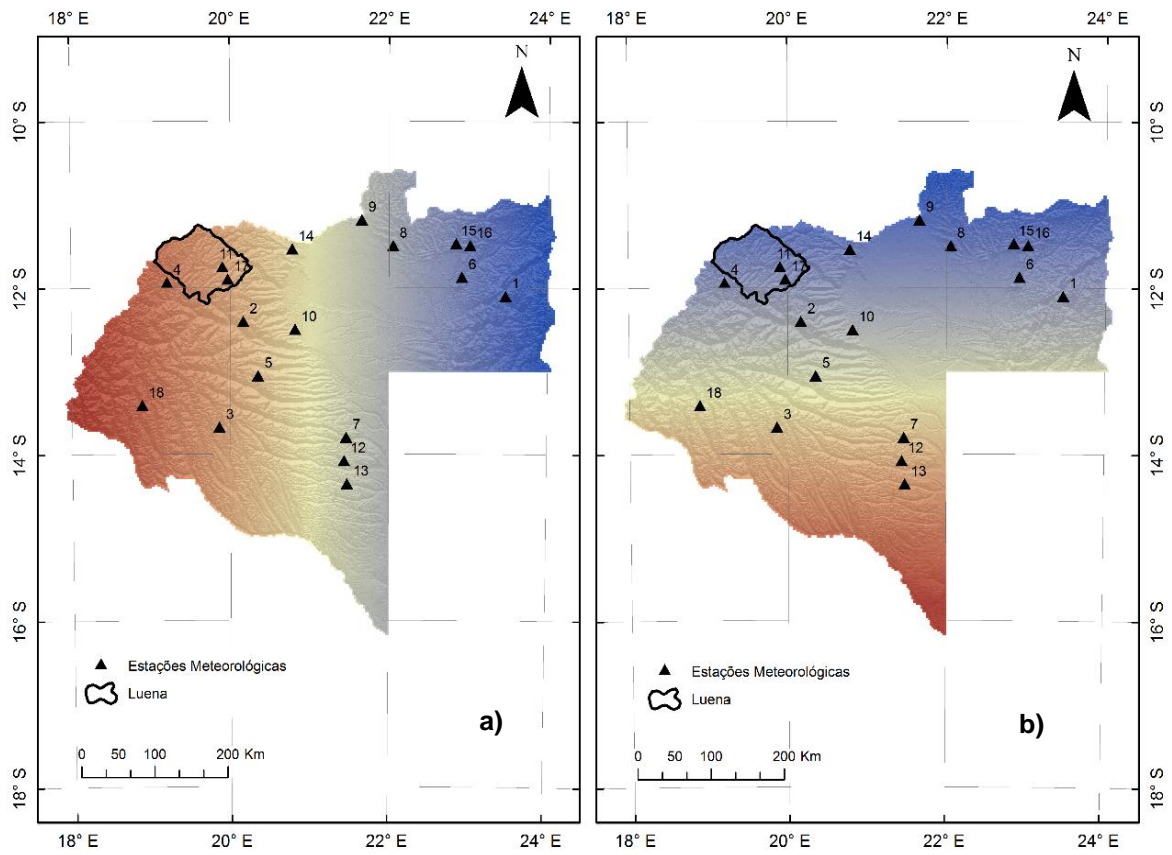 18° E 20° E 22° E 24° E 18° E 20° E 22° E 24° E
N N
10° S 10° S
9 9
14 8 15 16 14 8 15 16
11 11
4 6 4 6
12° S 1 1 12° S
2 10 2 10
5 5
18 3 7 18 3 7
14° S 12 12 14° S
13 13
16° S 16° S
Estações Meteorológicas Estações Meteorológicas
Luena Luena
a) b)
0 50 100 200 Km 0 50 100 200 Km
18° S 18° S
18° E 20° E 22° E 24° E 18° E 20° E 22° E 24° E